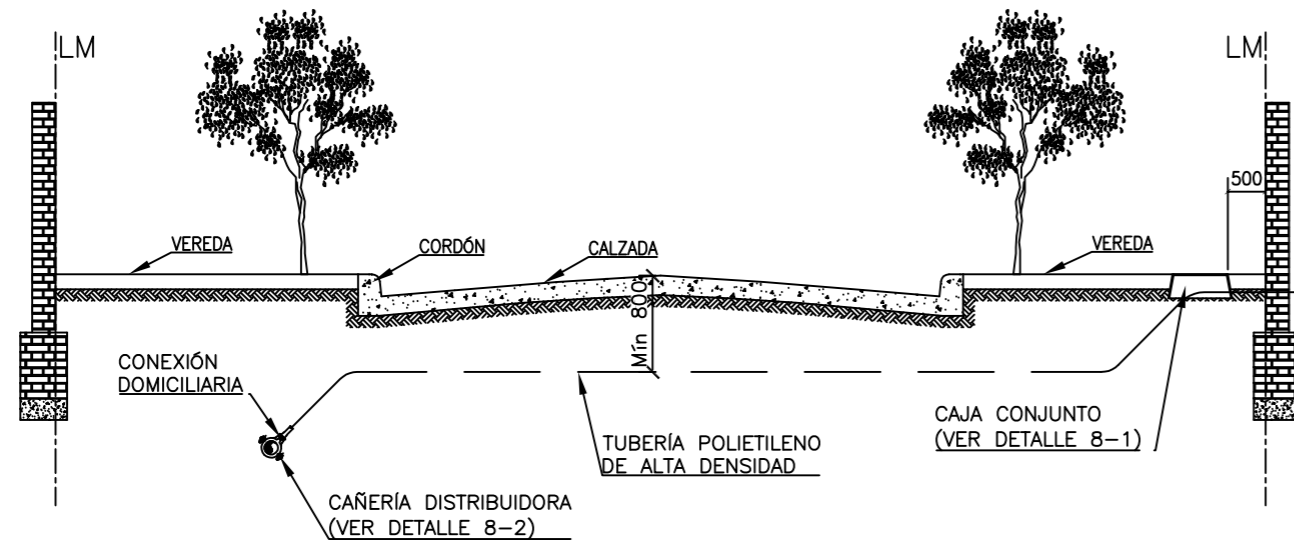 LM
LM
500
VEREDA
CORDÓN
CALZADA
VEREDA
Mín 800
CONEXIÓN
DOMICILIARIA
TUBERÍA POLIETILENO
DE ALTA DENSIDAD
CAJA CONJUNTO
(VER DETALLE 8-1)
CAÑERÍA DISTRIBUIDORA
(VER DETALLE 8-2)